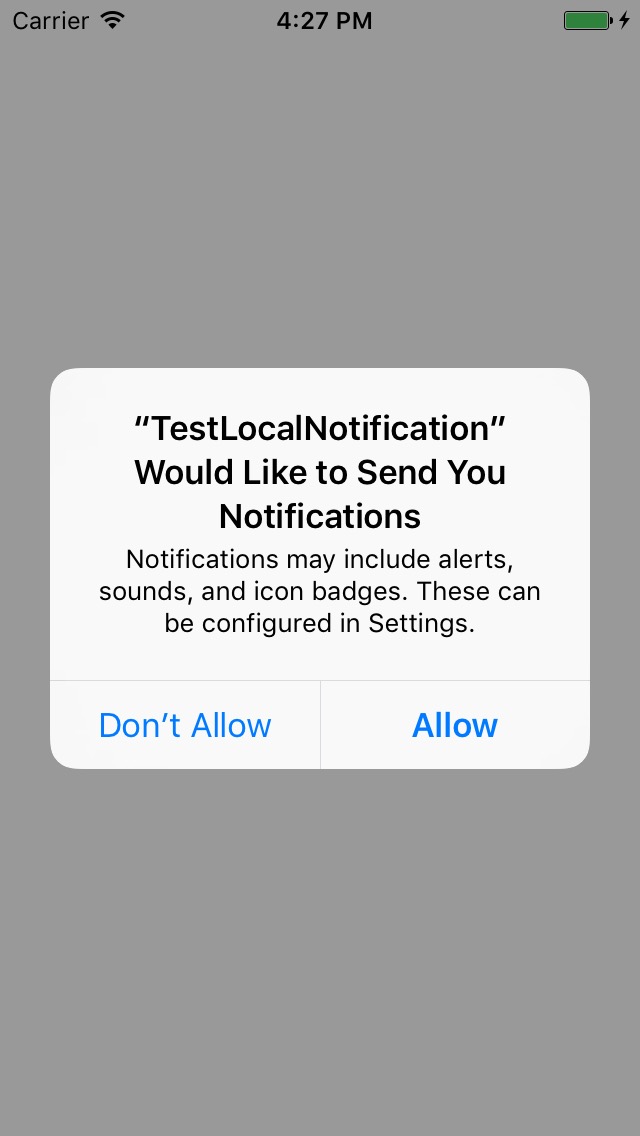 Carrier 4:27 PM
“TestLocalNotification”
Would Like to Send You
Notifications
Notifications may include alerts,
sounds, and icon badges. These can
be configured in Settings.
Don’t Allow Allow